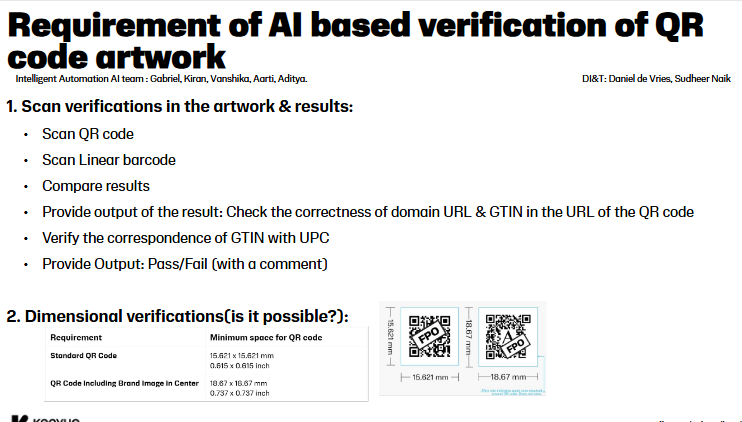 Requirement of AI based verification of QR
code artwork
Intelligent Automation AI team : Gabriel, Kiran, Vanshika, Aarti, Aditya.
DI&T: Daniel de Vries, Sudheer Naik
1. Scan verifications in the artwork & results:
• Scan QR code
• Scan Linear barcode
• Compare results
• Provide output of the result: Check the correctness of domain URL & GTIN in the URL of the QR code
• Verify the correspondence of GTIN with UPC
• Provide Output: Pass/Fail (with a comment)
2. Dimensional verifications(is it possible?):
Requirement Minimum space for QR code
Standard QR Code 15.621 x 15.621 mm
0.615 x 0.615 inch
QR Code including Brand Image in Center 18.67 x 18.67 mm
0.737 x 0.737 inch
15.621 mm
FPO
18.67 mm
A
FPO
15.621 mm
18.67 mm